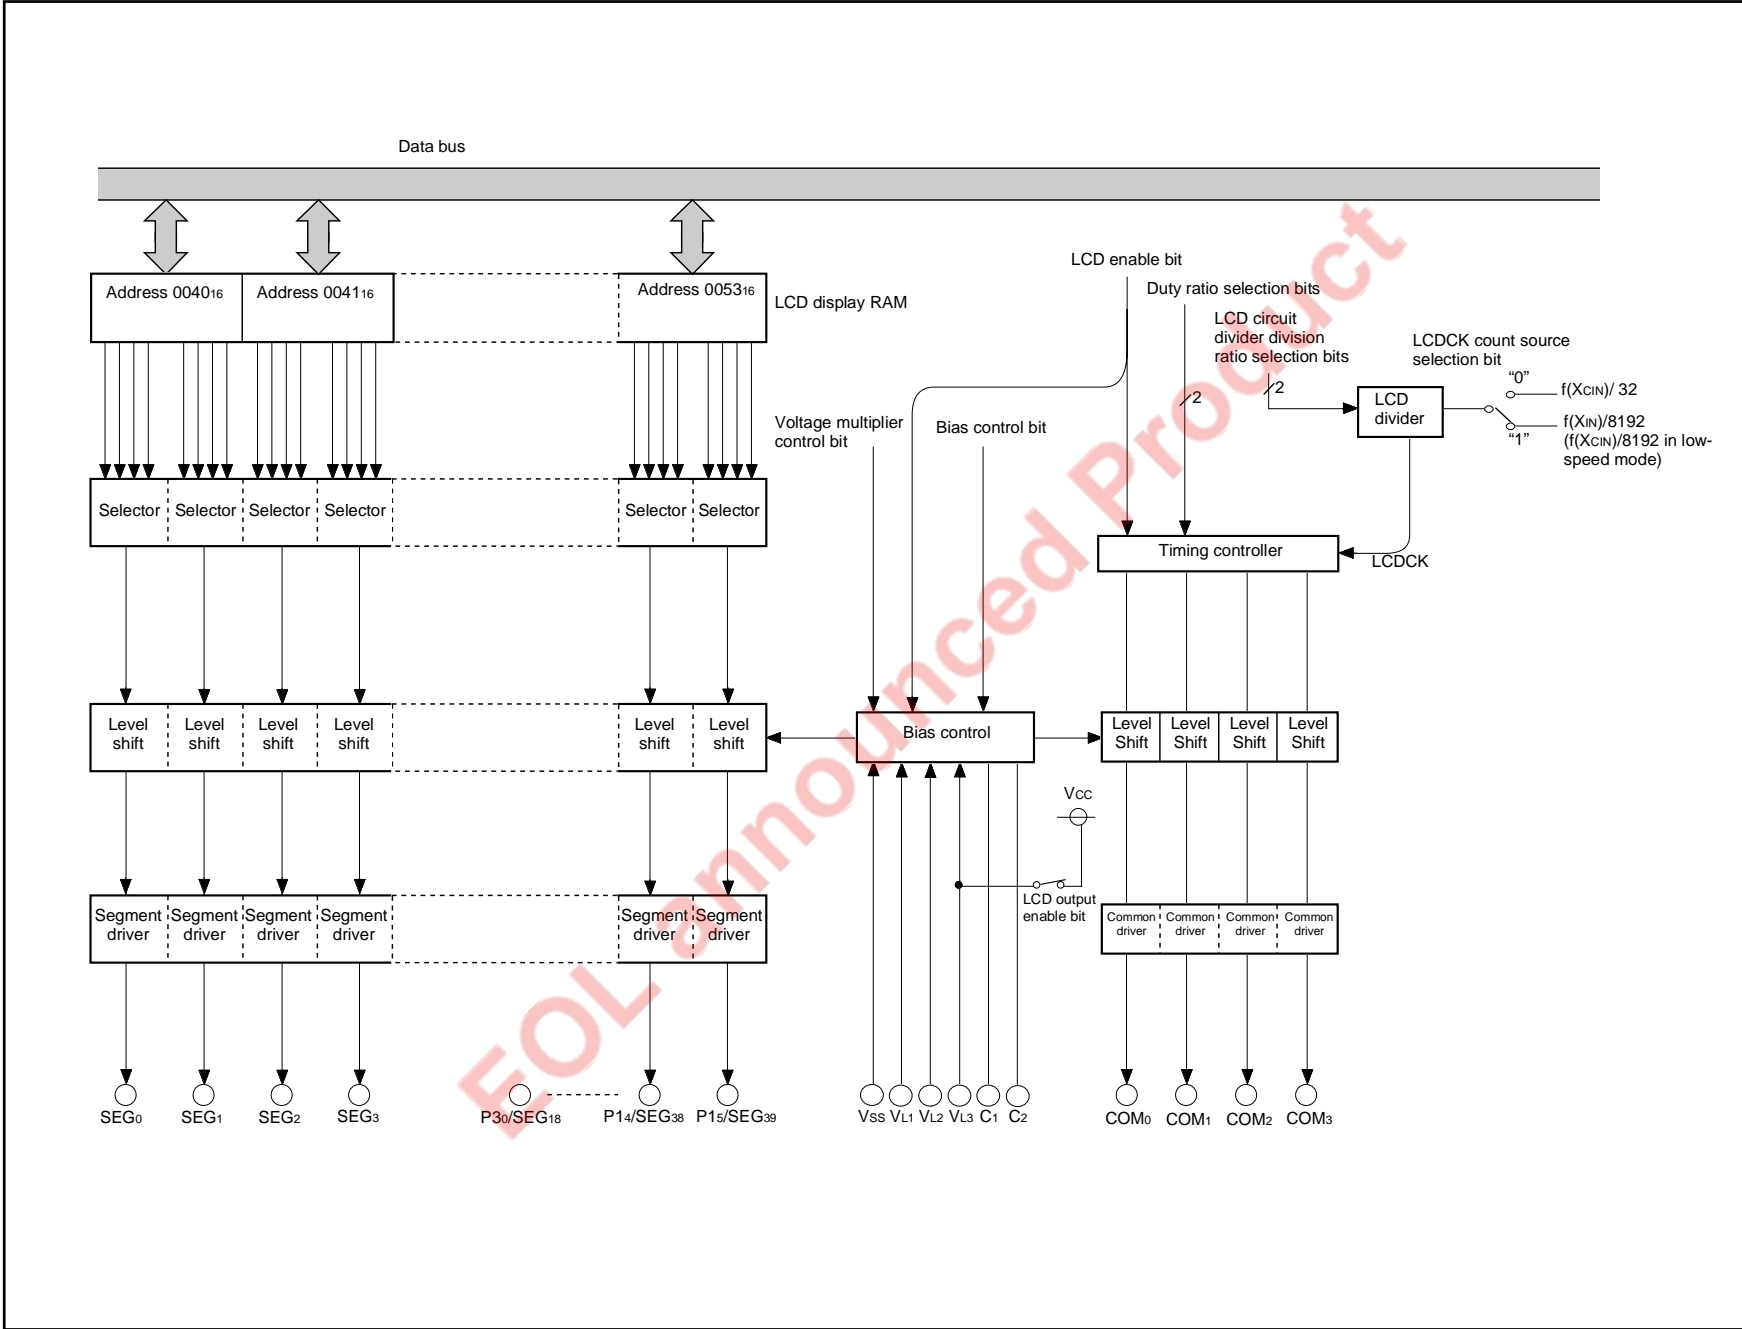 Data bus
Address 004016
Address 004116
Address 005316
LCD display RAM
LCD enable bit
Duty ratio selection bits
LCD circuit
divider division
ratio selection bits
2
2
LCDCK count source
selection bit
“0”
f(XCIN)/ 32
“1”
f(XIN)/8192
(f(XCIN)/8192 in low-
speed mode)
LCD
divider
Voltage multiplier
control bit
Bias control bit
Selector Selector Selector Selector Selector Selector
Timing controller
LCDCK
Level
shift
Level
shift
Level
shift
Level
shift
Level
shift
Level
shift
Bias control
Level
Shift
Level
Shift
Level
Shift
Level
Shift
VCC
LCD output
enable bit
Segment
driver
Segment
driver
Segment
driver
Segment
driver
Segment
driver
Segment
driver
Common
driver
Common
driver
Common
driver
Common
driver
SEG0 SEG1 SEG2 SEG3 P30/SEG18 P14/SEG38 P15/SEG39 VSS VL1 VL2 VL3 C1 C2 COM0 COM1 COM2 COM3
EOL announced Product